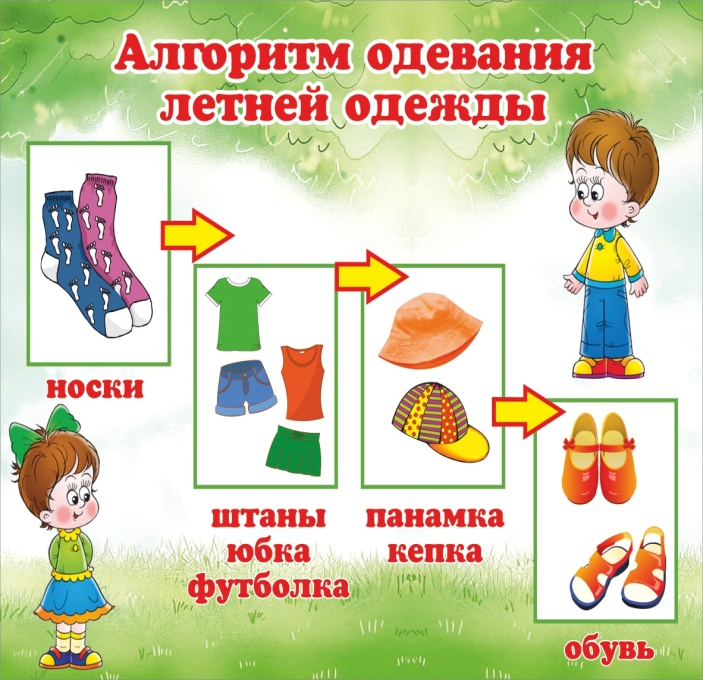 Алгоритм одевания
летней одежды
носки
штаны
юбка
футболка
панамка
кепка
обувь